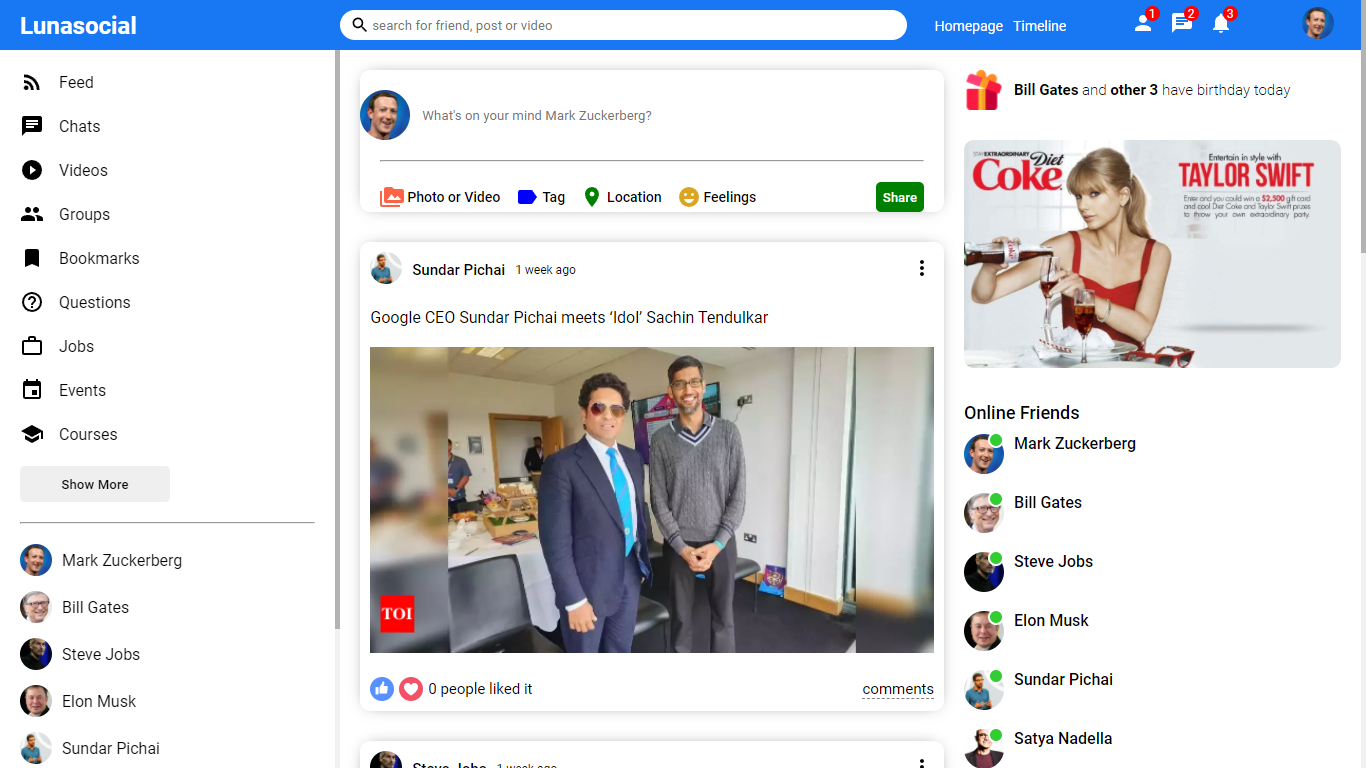 Lunasocial
search for friend, post or video
Homepage Timeline
1
2
3
Feed
Chats
Videos
Groups
Bookmarks
Questions
Jobs
Events
Courses
Show More
Mark Zuckerberg
Bill Gates
Steve Jobs
Elon Musk
Sundar Pichai
What's on your mind Mark Zuckerberg?
Photo or Video Tag Location Feelings Share
Sundar Pichai 1 week ago
Google CEO Sundar Pichai meets ‘Idol’ Sachin Tendulkar
TOI
0 people liked it comments
Steve Jobs 1 week ago
Bill Gates and other 3 have birthday today
STAY EXTRAORDINARY
Diet
Coke
Entertain in style with
TAYLOR SWIFT
Enter and you could win a $2,500 gift card
and cool Diet Coke and Taylor Swift prizes
to throw your own extraordinary party.
Online Friends
Mark Zuckerberg
Bill Gates
Steve Jobs
Elon Musk
Sundar Pichai
Satya Nadella